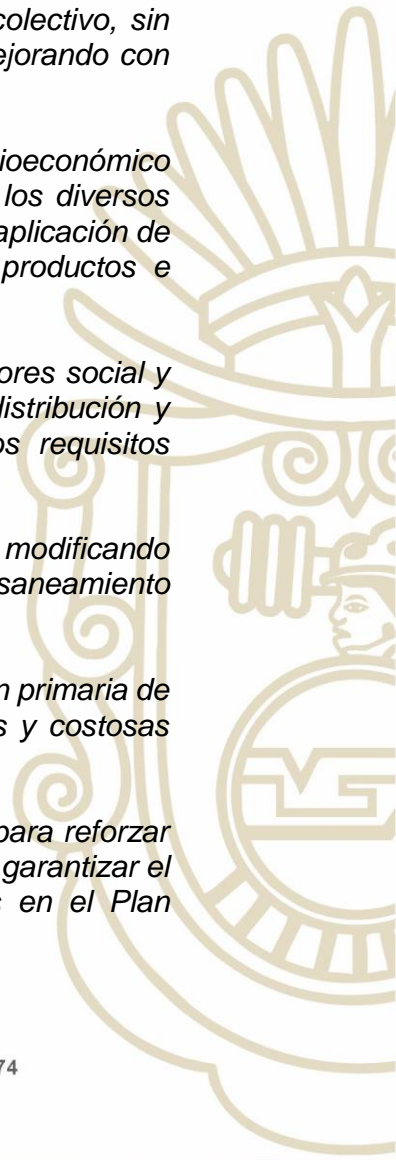 colectivo, sin
ejorando con
ioeconómico
los diversos
aplicación de
productos e
ores social y
distribución y
os requisitos
modificando
saneamiento
n primaria de
s y costosas
para reforzar
garantizar el
s en el Plan
74